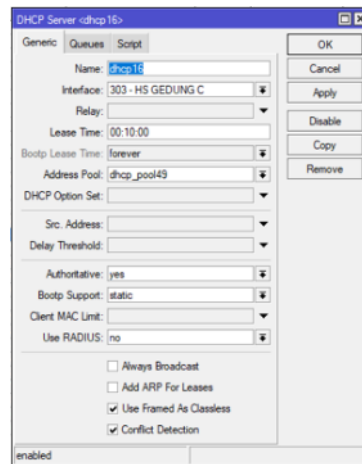 DHCP Server <dhcp16>
Generic Queues Script
Name: dhcp16
Interface: 303 - HS GEDUNG C
Relay:
Lease Time: 00:10:00
Bootp Lease Time: forever
Address Pool: dhcp_pool49
DHCP Option Set:
Src. Address:
Delay Threshold:
Authoritative: yes
Bootp Support: static
Client MAC Limit:
Use RADIUS: no
Always Broadcast
Add ARP For Leases
Use Framed As Classless
Conflict Detection
enabled
OK
Cancel
Apply
Disable
Copy
Remove